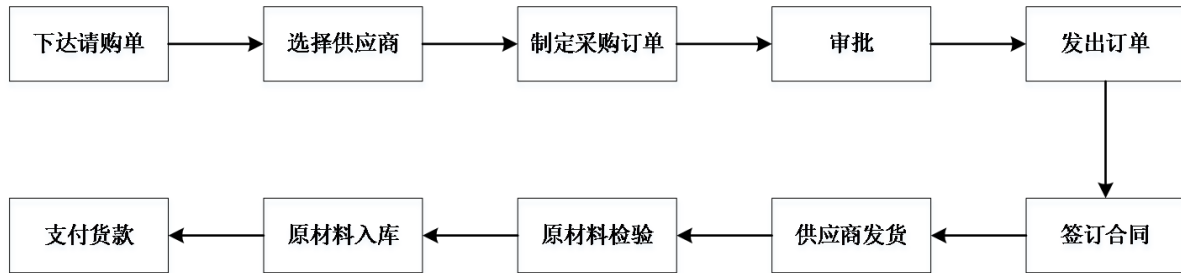 下达请购单
选择供应商
制定采购订单
审批
发出订单
签订合同
供应商发货
原材料检验
原材料入库
支付货款